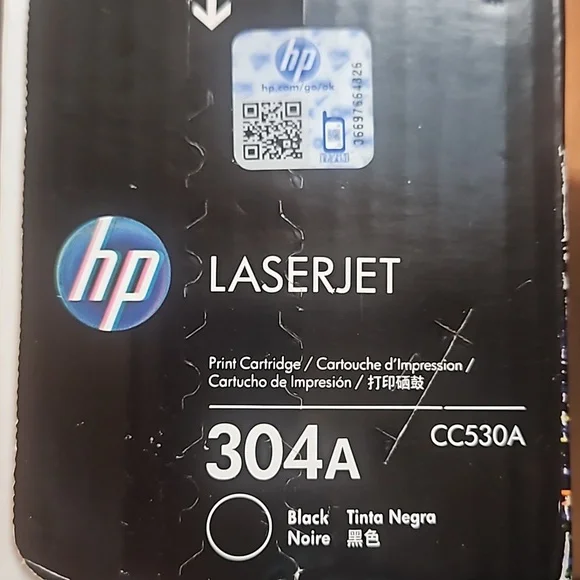 hp
hp.com/go/ok
36697664326
hp
LASERJET
Print Cartridge / Cartouche d'Impression /
Cartucho de Impresión / 打印硒鼓
304A
CC530A
Black Tinta Negra
Noire 黑色